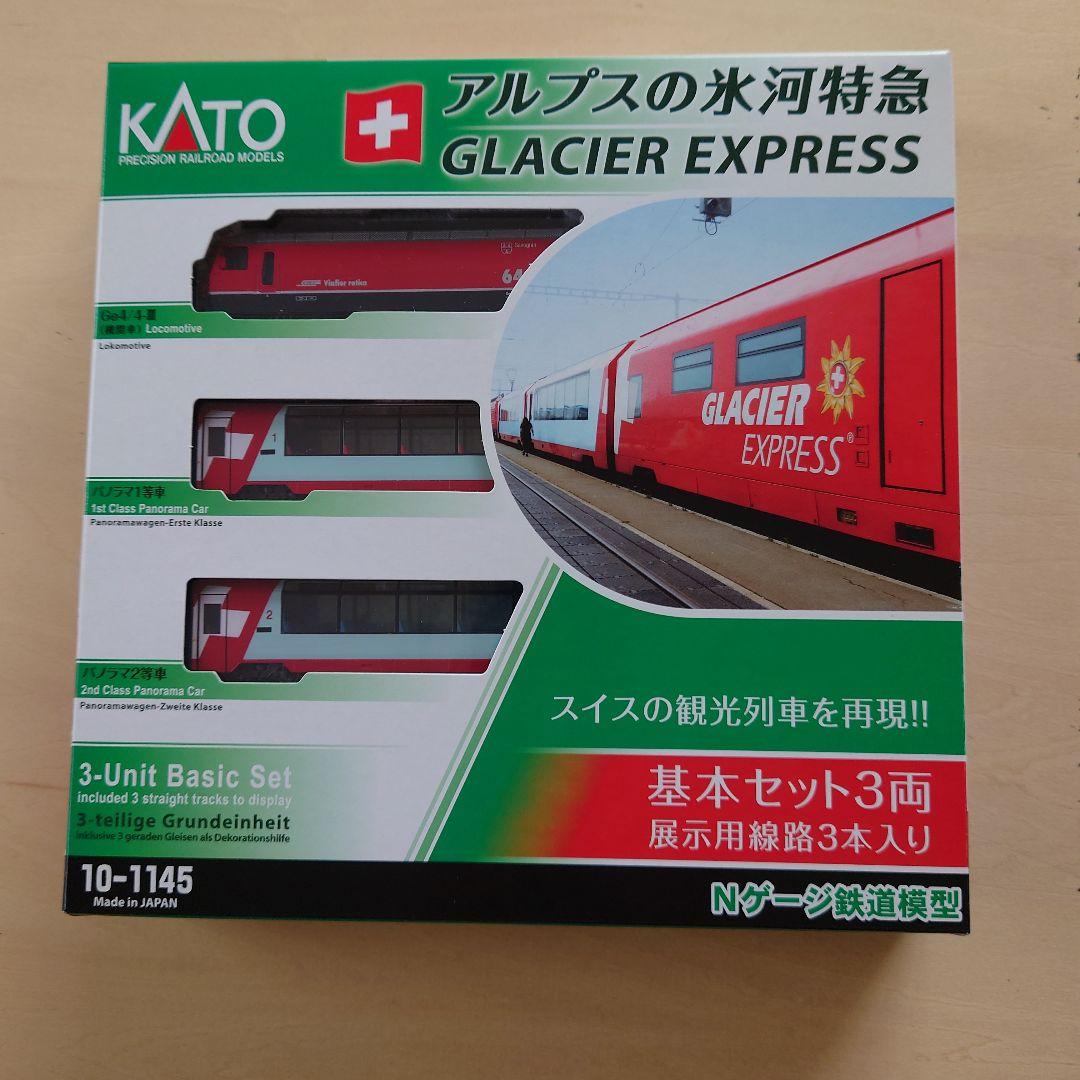 KATO
PRECISION RAILROAD MODELS
アルプスの氷河特急
GLACIER EXPRESS
Viafier retica
64
Ge4/4-Ⅲ
(機関車) Locomotive
Lokomotive
1
パノラマ1等車
1st Class Panorama Car
Panoramawagen-Erste Klasse
GLACIER
EXPRESS®
2
パノラマ2等車
2nd Class Panorama Car
Panoramawagen-Zweite Klasse
スイスの観光列車を再現!!
3-Unit Basic Set
included 3 straight tracks to display
3-teilige Grundeinheit
inklusive 3 geraden Gleisen als Dekorationshilfe
基本セット3両
展示用線路3本入り
10-1145
Made in JAPAN
Nゲージ鉄道模型